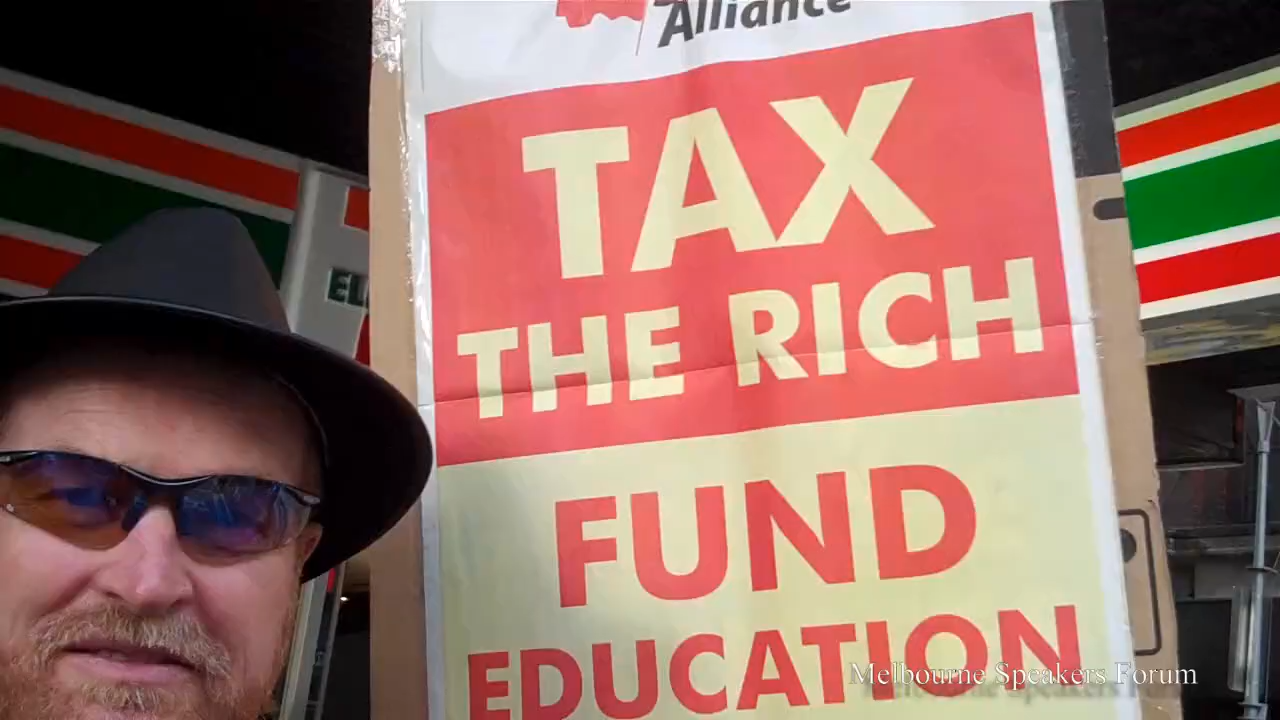 Alliance
TAX
THE RICH
FUND
EDUCATION
Melbourne Speakers Forum